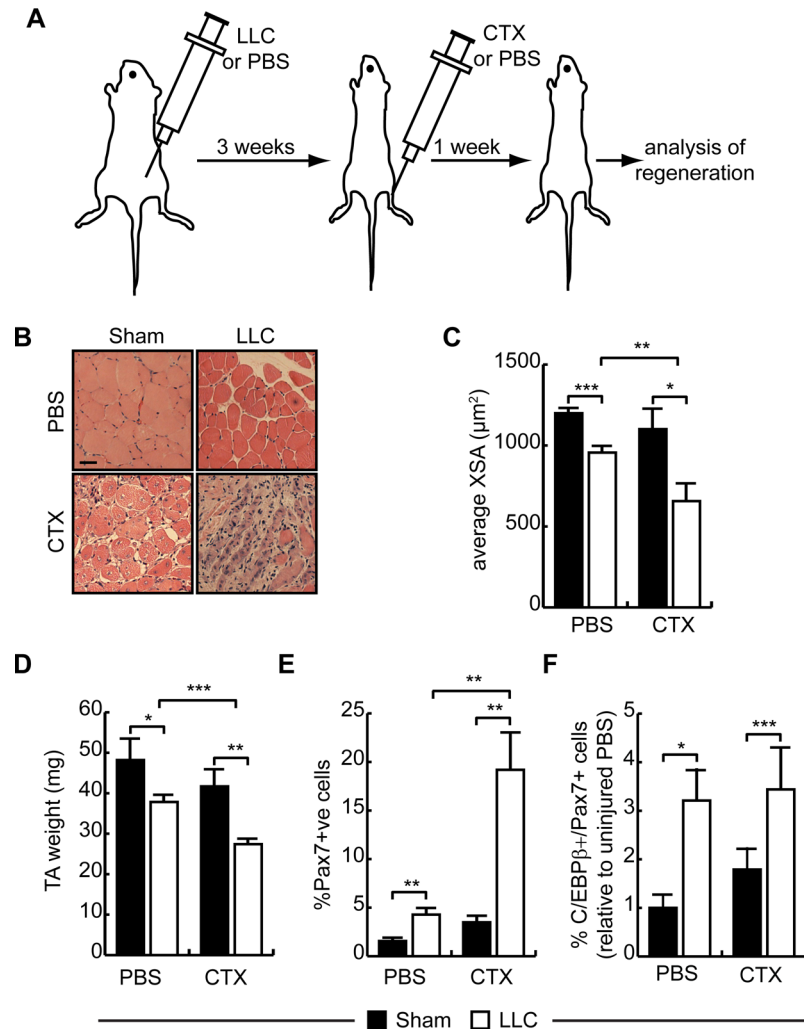 A
LLC
or PBS
CTX
or PBS
3 weeks
1 week
analysis of
regeneration
B
Sham
LLC
PBS
CTX
C
average XSA (µm²)
1500
1000
500
0
***
*
**
PBS
CTX
D
TA weight (mg)
60
50
40
30
20
10
0
*
***
**
PBS
CTX
E
%Pax7+ve cells
25
20
15
10
5
0
**
**
**
PBS
CTX
F
% C/EBPβ+/Pax7+ cells
(relative to uninjured PBS)
5
4
3
2
1
0
*
***
PBS
CTX
Sham
LLC